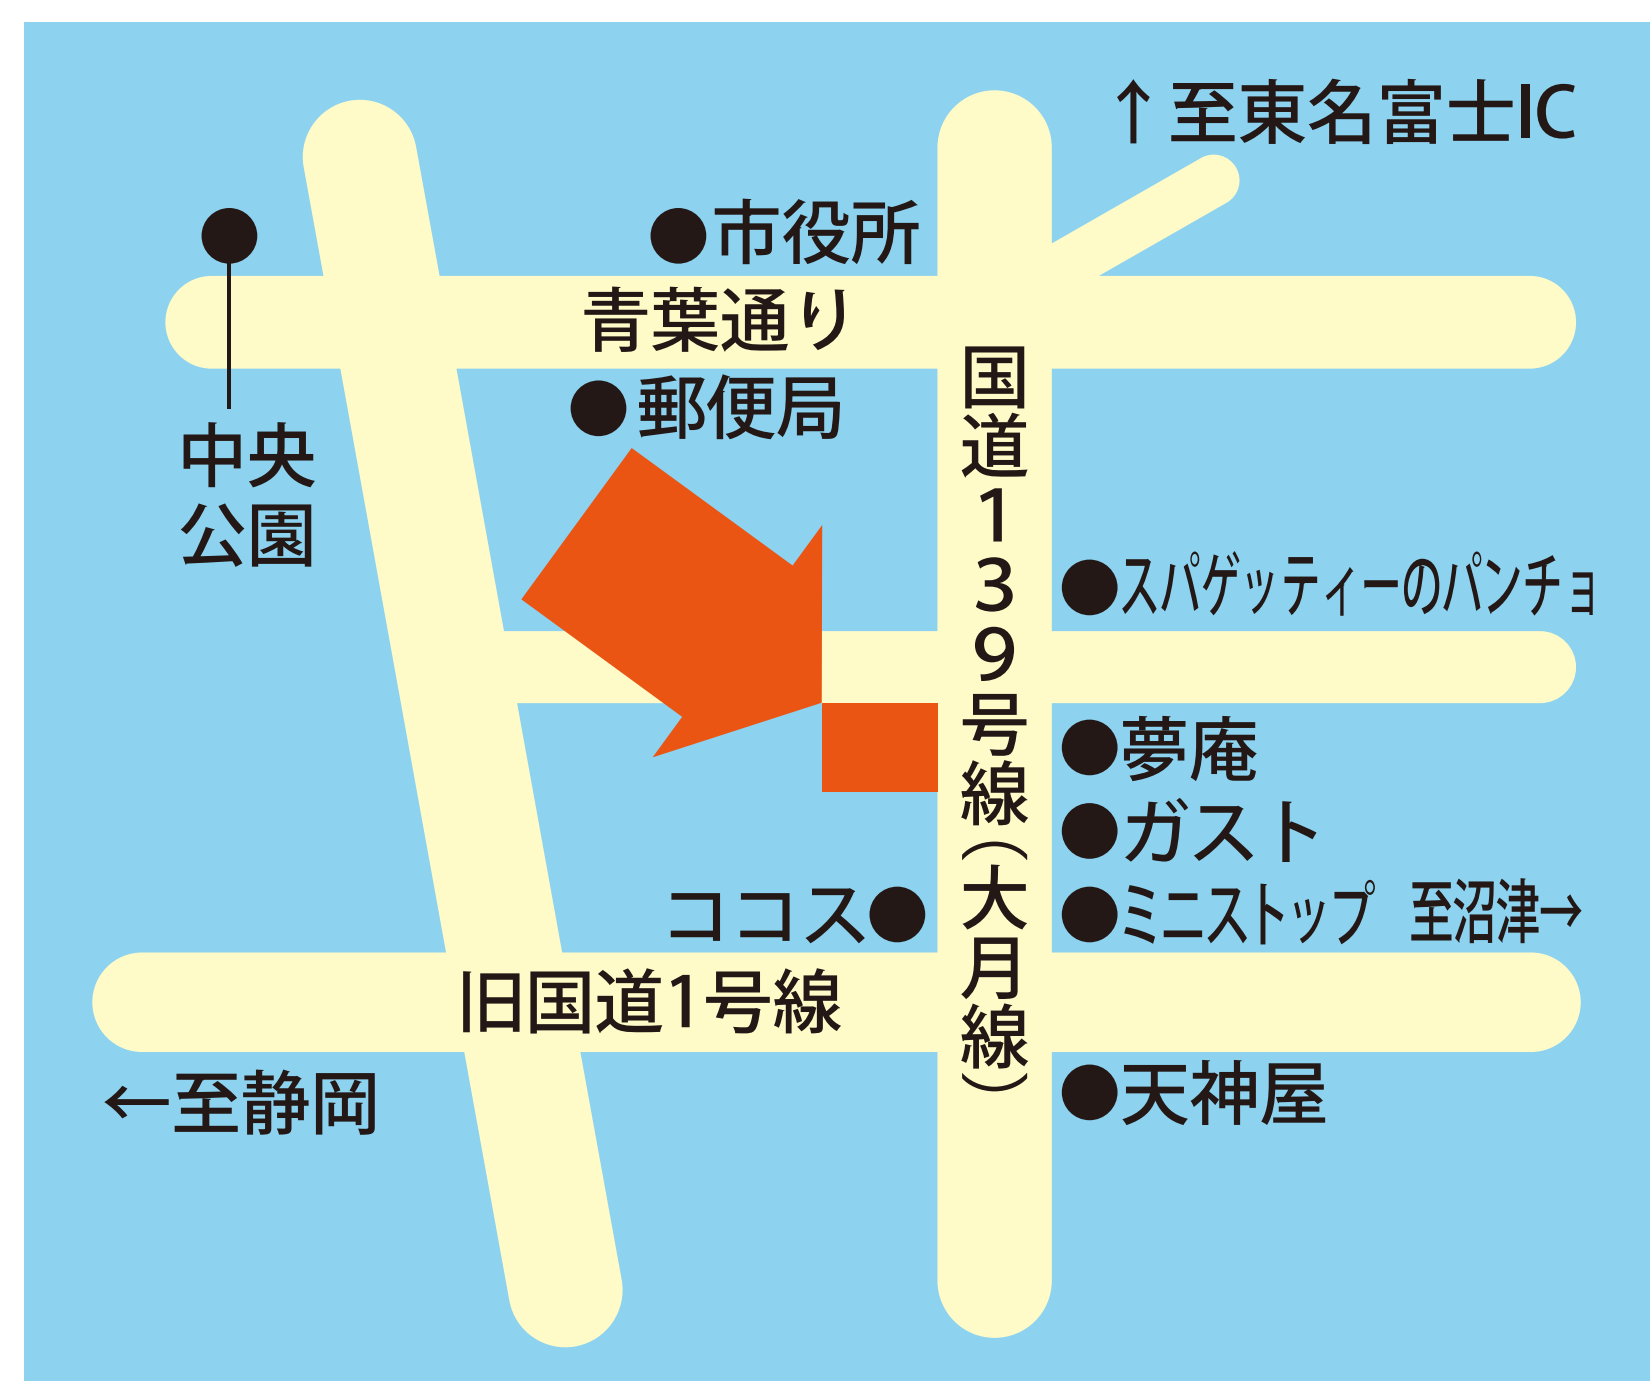 ↑至東名富士IC
●市役所
青葉通り
●郵便局
中央
公園
国道139号線(大月線)
●スパゲッティーのパンチョ
●夢庵
●ガスト
ココス●
●ミニストップ 至沼津→
旧国道1号線
←至静岡
●天神屋